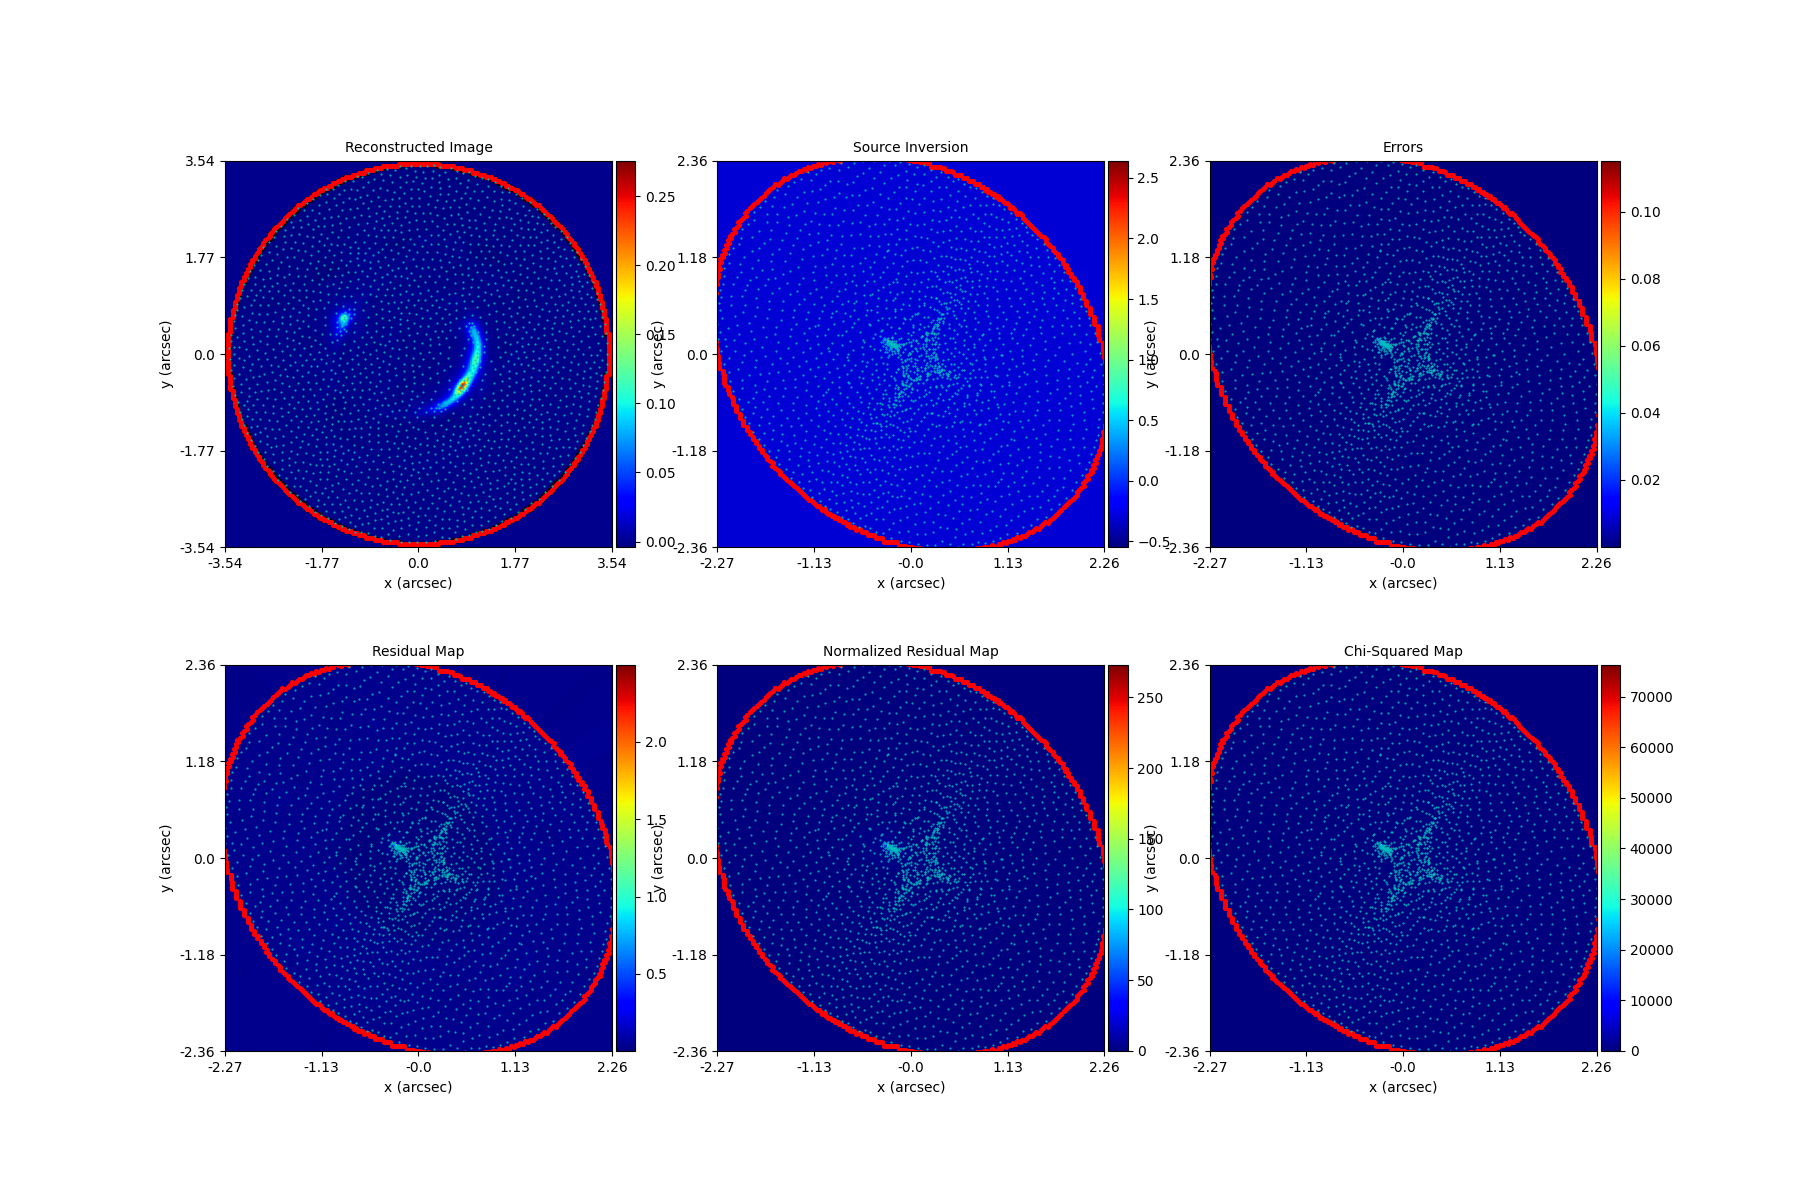 Reconstructed Image
3.54
1.77
0.0
-1.77
-3.54
y (arcsec)
-3.54 -1.77 0.0 1.77 3.54
x (arcsec)
0.25
0.20
0.15
0.10
0.05
0.00
Source Inversion
2.36
1.18
0.0
-1.18
-2.36
y (arcsec)
-2.27 -1.13 -0.0 1.13 2.26
x (arcsec)
2.5
2.0
1.5
1.0
0.5
0.0
−0.5
Errors
2.36
1.18
0.0
-1.18
-2.36
y (arcsec)
-2.27 -1.13 -0.0 1.13 2.26
x (arcsec)
0.10
0.08
0.06
0.04
0.02
Residual Map
2.36
1.18
0.0
-1.18
-2.36
y (arcsec)
-2.27 -1.13 -0.0 1.13 2.26
x (arcsec)
2.0
1.5
1.0
0.5
Normalized Residual Map
2.36
1.18
0.0
-1.18
-2.36
y (arcsec)
-2.27 -1.13 -0.0 1.13 2.26
x (arcsec)
250
200
150
100
50
0
Chi-Squared Map
2.36
1.18
0.0
-1.18
-2.36
y (arcsec)
-2.27 -1.13 -0.0 1.13 2.26
x (arcsec)
70000
60000
50000
40000
30000
20000
10000
0